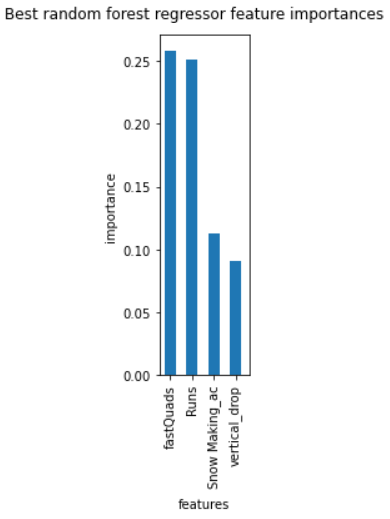 Best random forest regressor feature importances
0.25
0.20
0.15
0.10
0.05
0.00
importance
fastQuads
Runs
Snow Making_ac
vertical_drop
features